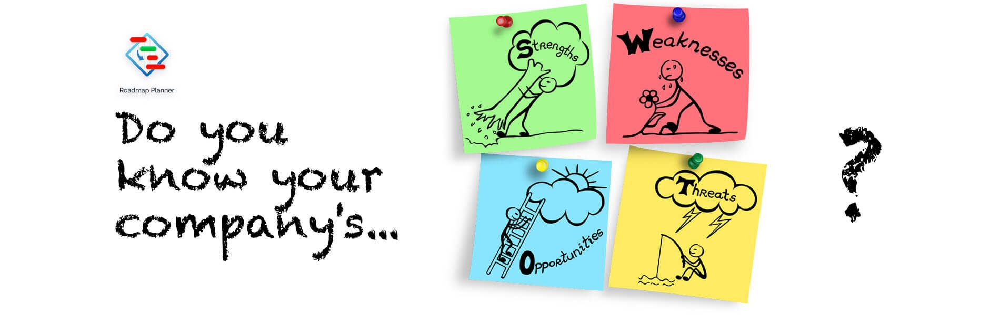 Roadmap Planner
Do you
know your
company's...
Strengths
Weaknesses
Opportunities
Threats
?